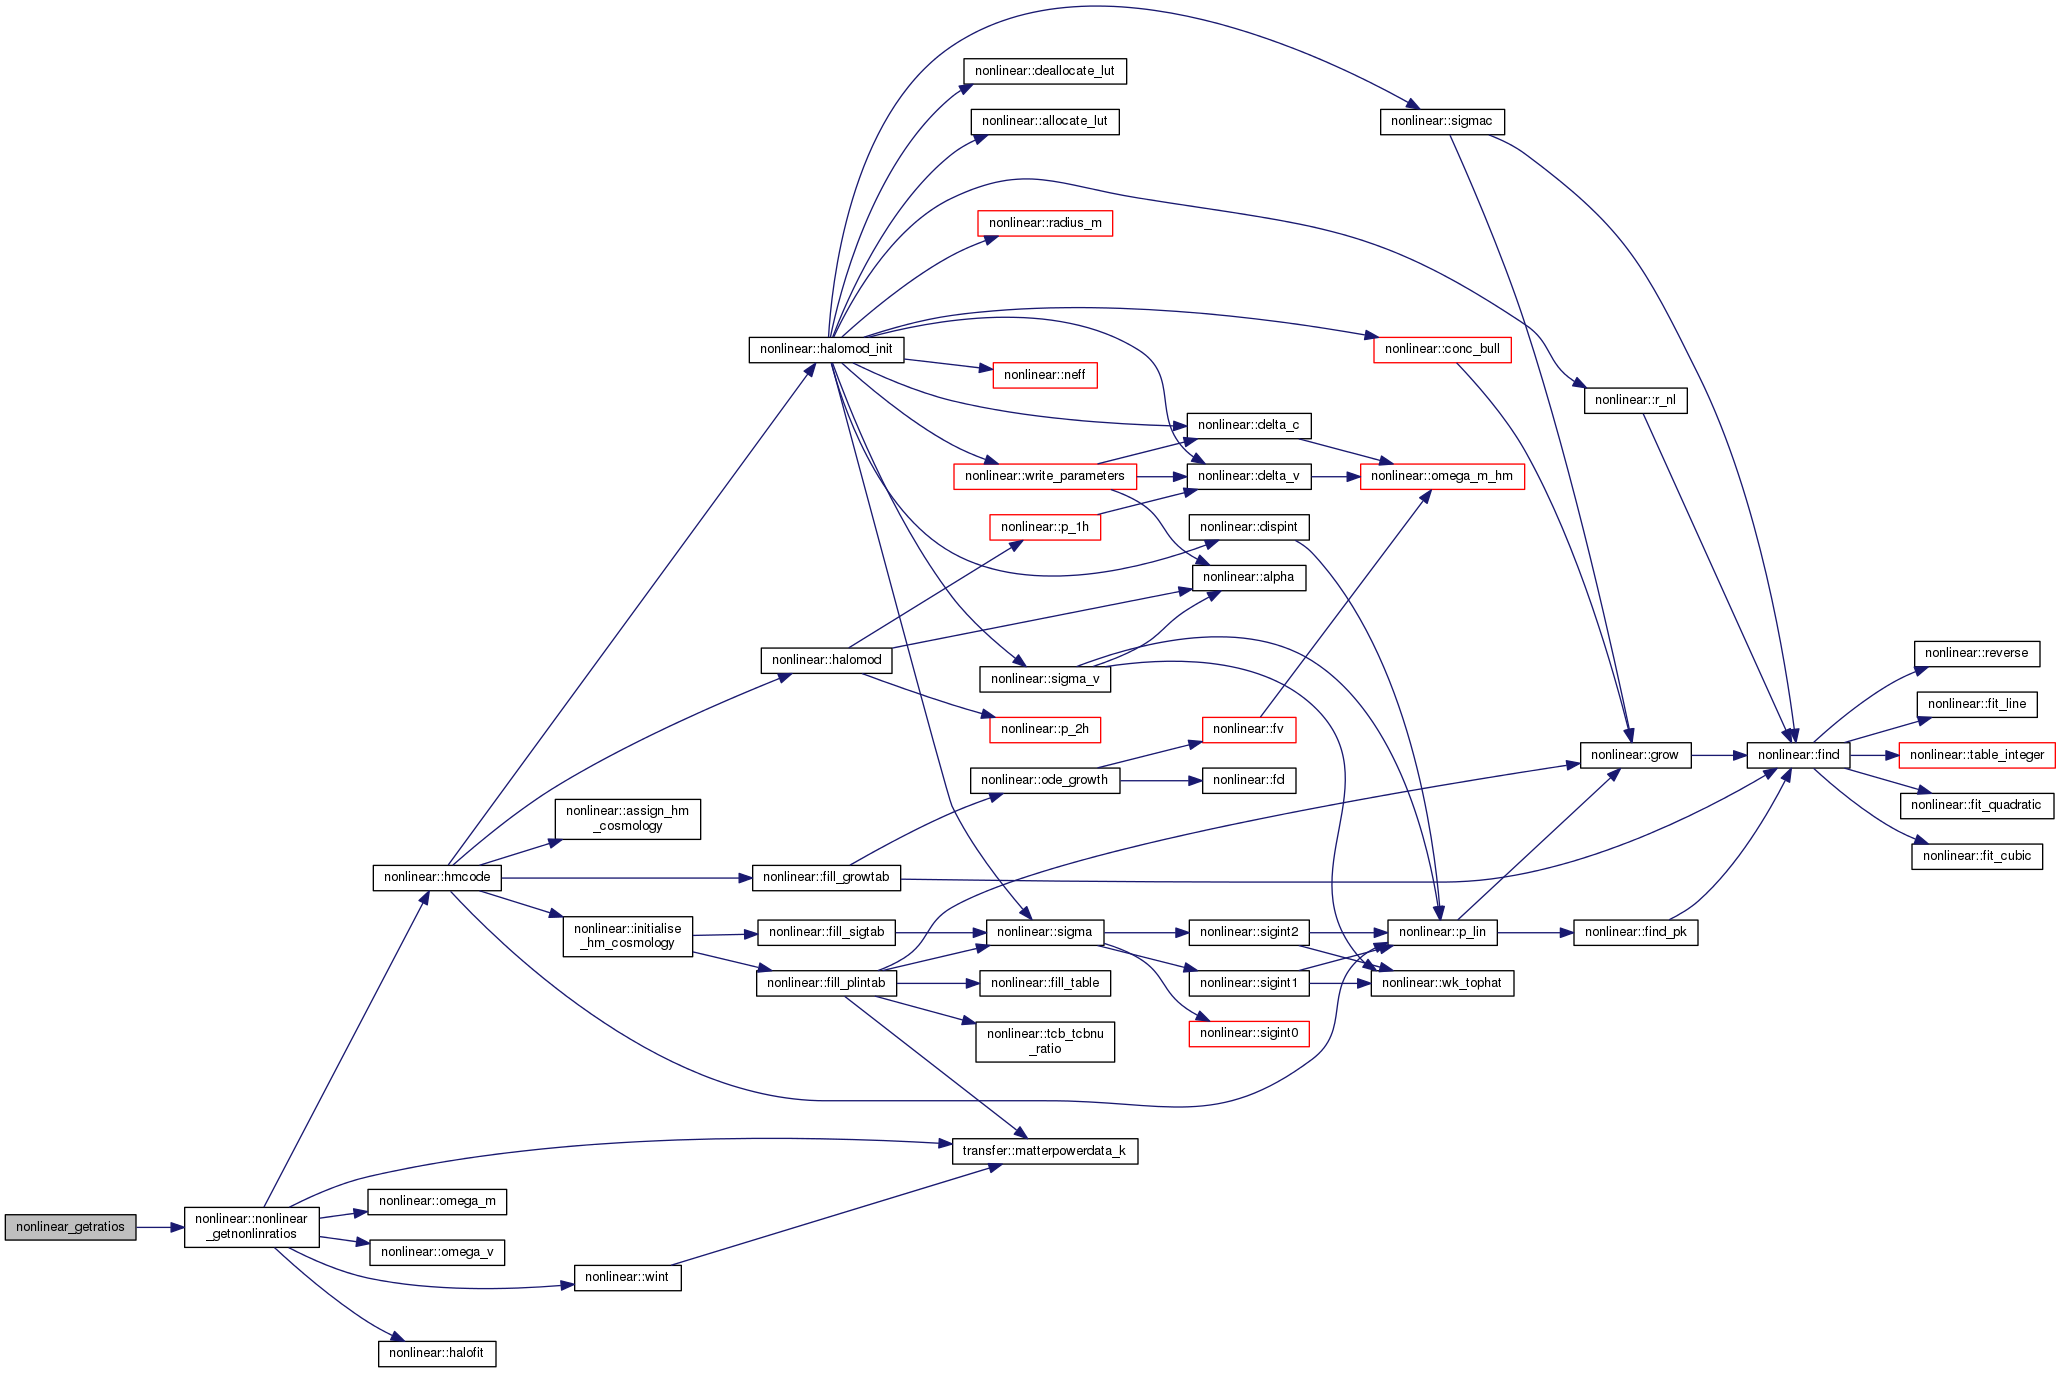 nonlinear::deallocate_lut
nonlinear::allocate_lut
nonlinear::sigmac
nonlinear::radius_m
nonlinear::halomod_init
nonlinear::conc_bull
nonlinear::neff
nonlinear::r_nl
nonlinear::delta_c
nonlinear::write_parameters
nonlinear::delta_v
nonlinear::omega_m_hm
nonlinear::p_1h
nonlinear::dispint
nonlinear::alpha
nonlinear::halomod
nonlinear::sigma_v
nonlinear::reverse
nonlinear::fit_line
nonlinear::p_2h
nonlinear::fv
nonlinear::grow
nonlinear::find
nonlinear::table_integer
nonlinear::ode_growth
nonlinear::fd
nonlinear::fit_quadratic
nonlinear::assign_hm
_cosmology
nonlinear::fit_cubic
nonlinear::hmcode
nonlinear::fill_growtab
nonlinear::initialise
_hm_cosmology
nonlinear::fill_sigtab
nonlinear::sigma
nonlinear::sigint2
nonlinear::p_lin
nonlinear::find_pk
nonlinear::fill_plintab
nonlinear::fill_table
nonlinear::sigint1
nonlinear::wk_tophat
nonlinear::tcb_tcbnu
_ratio
nonlinear::sigint0
transfer::matterpowerdata_k
nonlinear::omega_m
nonlinear_getratios
nonlinear::nonlinear
_getnonlinratios
nonlinear::omega_v
nonlinear::wint
nonlinear::halofit